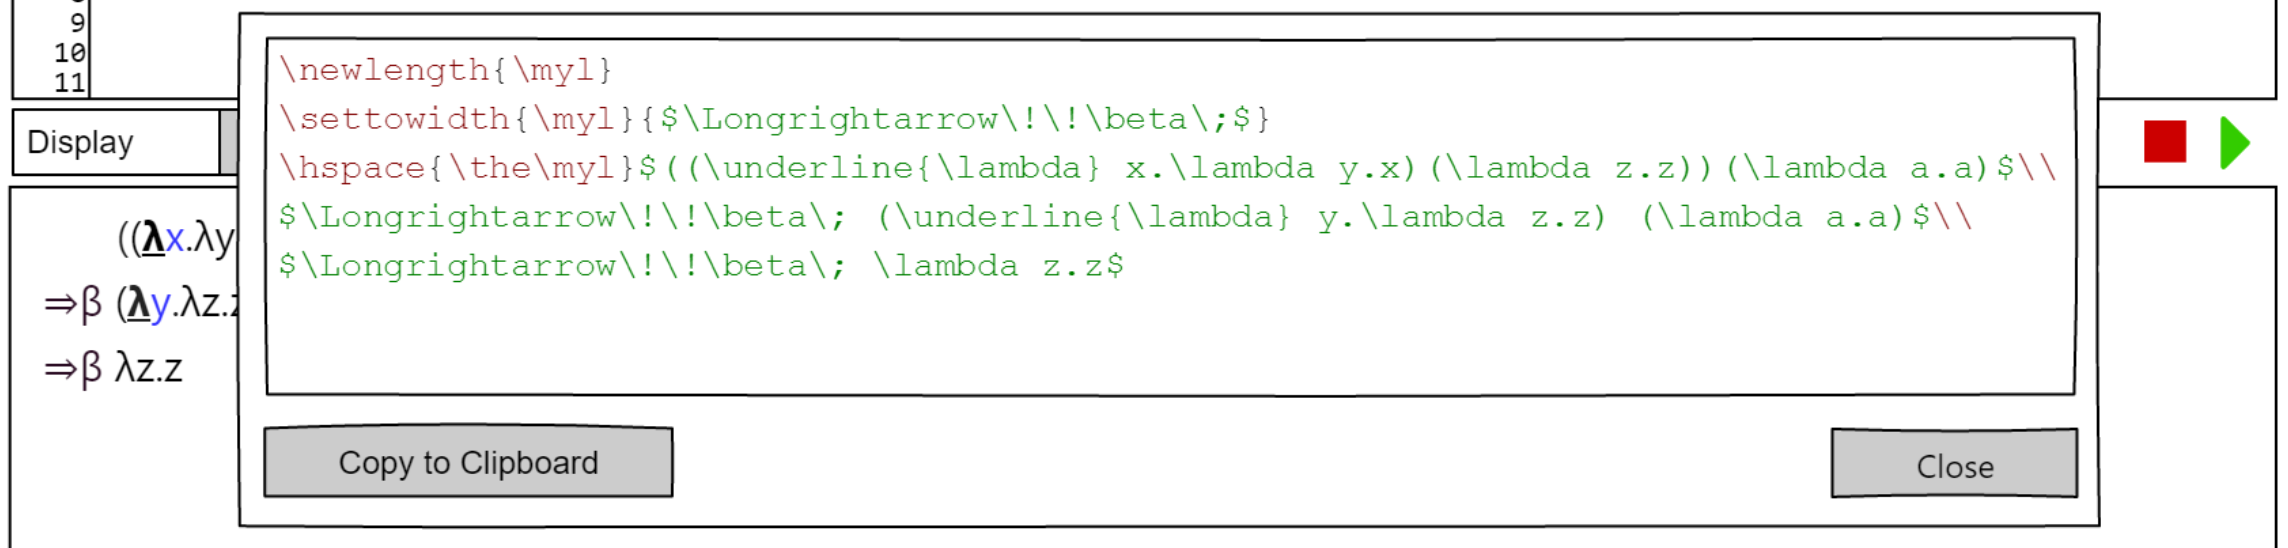 9
10
11
Display
((λx.λy
⇒β (λy.λz.z
⇒β λz.z
\newlength{\myl}
\settowidth{\myl}{$\Longrightarrow\!\!\beta\;$}
\hspace{\the\myl}$((\underline{\lambda} x.\lambda y.x)(\lambda z.z))(\lambda a.a)$\\
$\Longrightarrow\!\!\beta\; (\underline{\lambda} y.\lambda z.z) (\lambda a.a)$\\
$\Longrightarrow\!\!\beta\; \lambda z.z$
Copy to Clipboard
Close